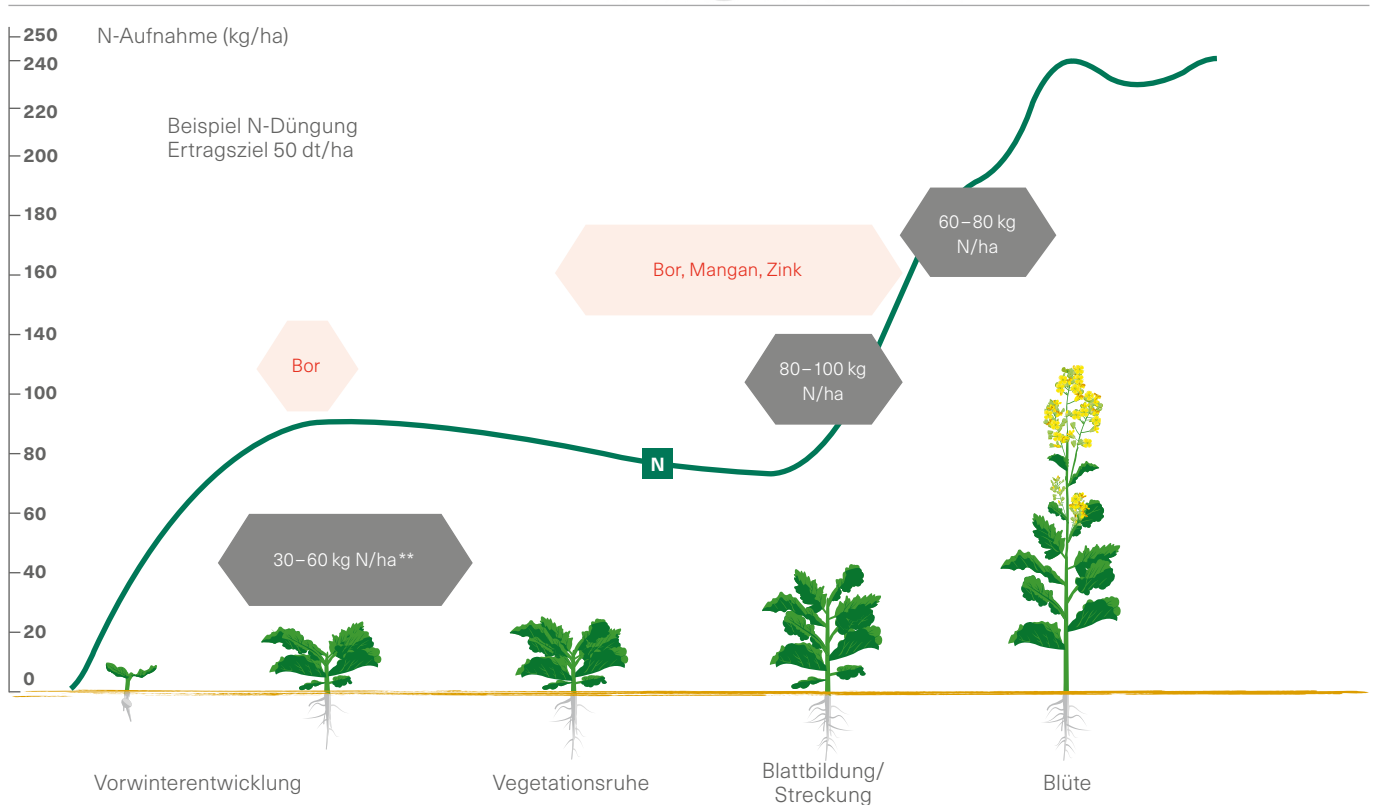 250
N-Aufnahme (kg/ha)
240
220
Beispiel N-Düngung
Ertragsziel 50 dt/ha
200
180
60–80 kg
N/ha
160
Bor, Mangan, Zink
140
Bor
80–100 kg
N/ha
100
80
N
60
30–60 kg N/ha**
40
20
0
Vorwinterentwicklung
Vegetationsruhe
Blattbildung/
Streckung
Blüte